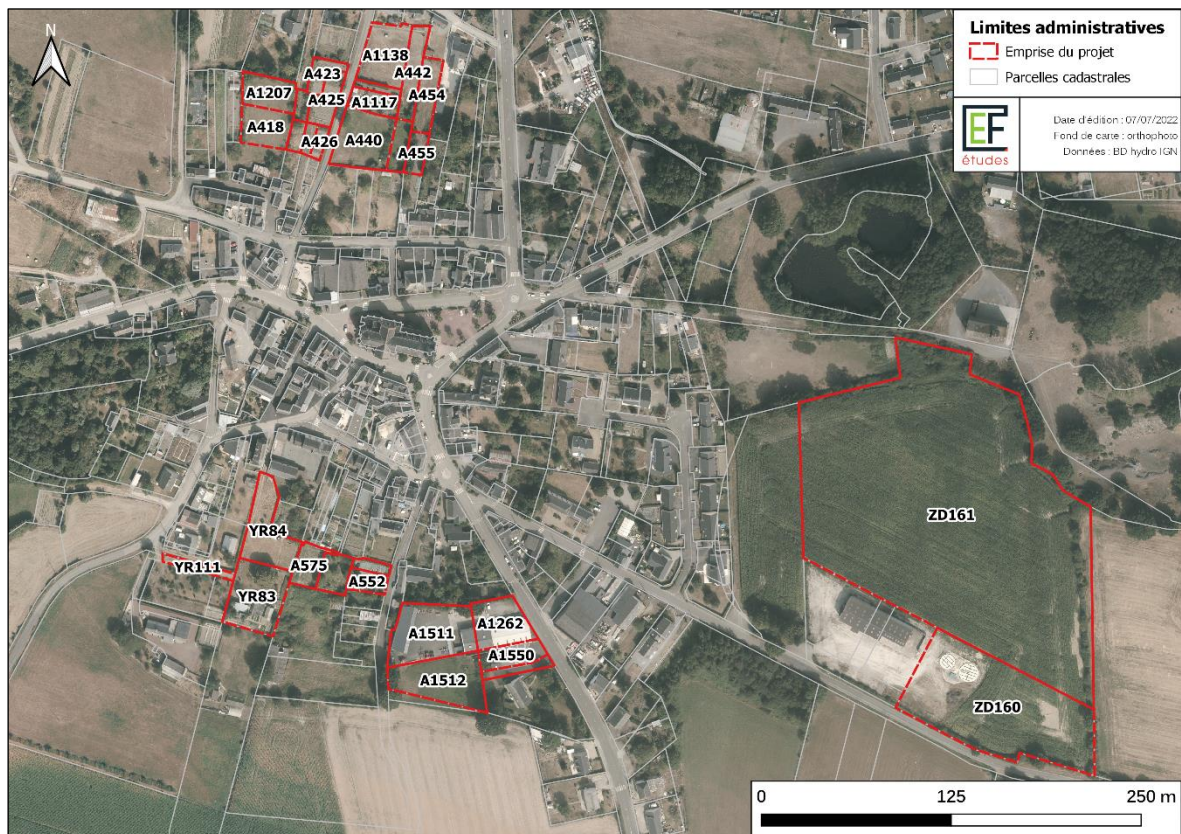 Limites administratives
Emprise du projet
Parcelles cadastrales
CEF
études
Date d'édition : 07/07/2022
Fond de carte : orthophoto
Données : BD hydro IGN
N
A1138
A423
A442
A1207
A425
A1117
A454
A418
A426
A440
A455
ZD161
YR84
YR111
A575
A552
YR83
A1511
A1262
A1550
A1512
ZD160
0 125 250 m